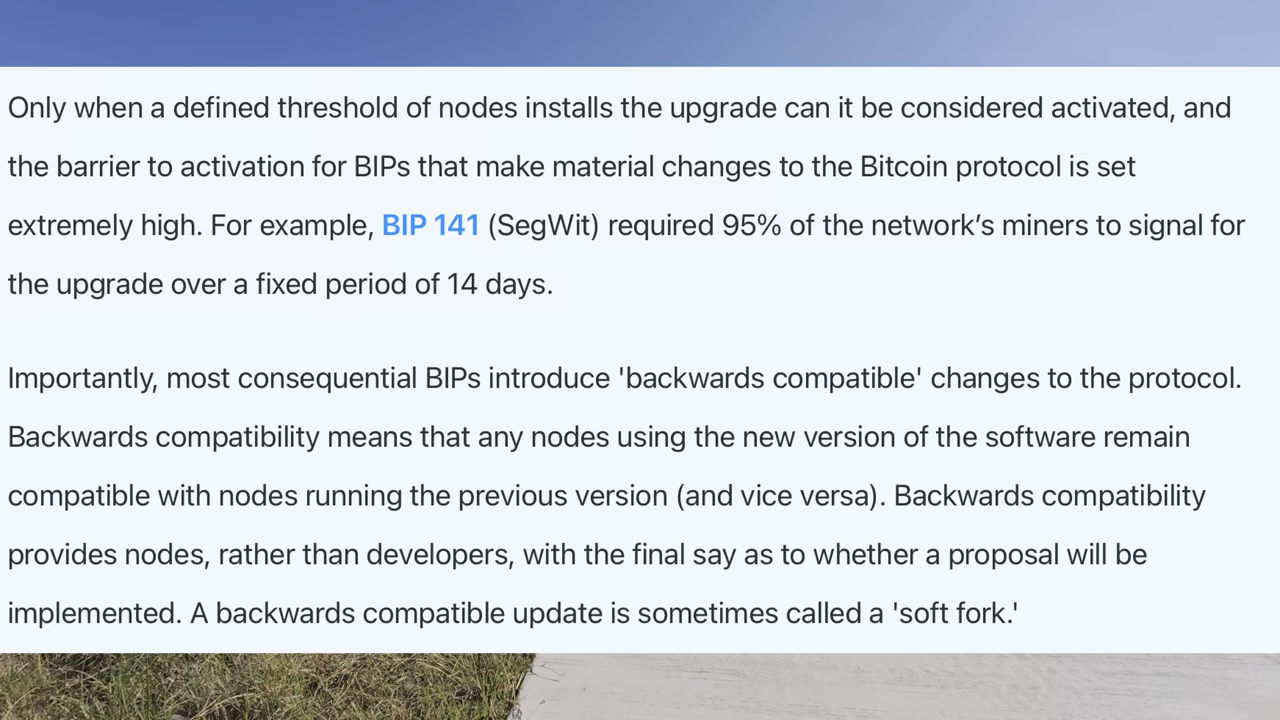 Only when a defined threshold of nodes installs the upgrade can it be considered activated, and
the barrier to activation for BIPs that make material changes to the Bitcoin protocol is set
extremely high. For example, BIP 141 (SegWit) required 95% of the network’s miners to signal for
the upgrade over a fixed period of 14 days.
Importantly, most consequential BIPs introduce 'backwards compatible' changes to the protocol.
Backwards compatibility means that any nodes using the new version of the software remain
compatible with nodes running the previous version (and vice versa). Backwards compatibility
provides nodes, rather than developers, with the final say as to whether a proposal will be
implemented. A backwards compatible update is sometimes called a 'soft fork.'